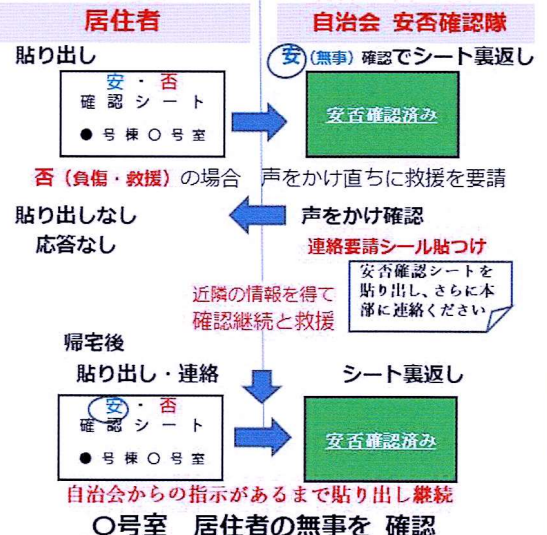 居住者
自治会 安否確認隊
貼り出し
安(無事)確認でシート裏返し
安・否
確認シート
●号棟〇号室
安否確認済み
否(負傷・救援)の場合 声をかけ直ちに救援を要請
貼り出しなし
応答なし
声をかけ確認
連絡要請シール貼つけ
安否確認シートを
貼り出し、さらに本
部に連絡ください
近隣の情報を得て
確認継続と救援
帰宅後
貼り出し・連絡
シート裏返し
安・否
確認シート
●号棟〇号室
安否確認済み
自治会からの指示があるまで貼り出し継続
〇号室 居住者の無事を 確認